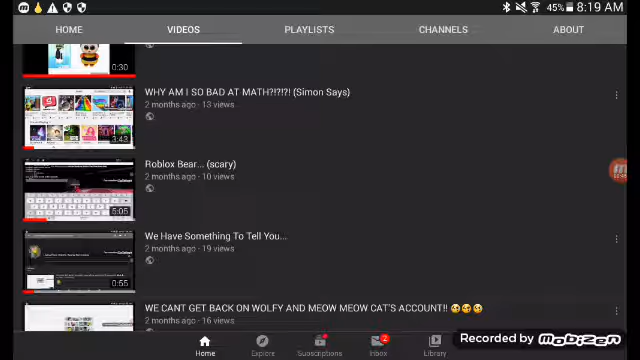 45% 8:19 AM
HOME VIDEOS PLAYLISTS CHANNELS ABOUT
0:30
WHY AM I SO BAD AT MATH?!?!?! (Simon Says)
2 months ago · 13 views
3:43
Roblox Bear... (scary)
2 months ago · 10 views
5:05
We Have Something To Tell You...
2 months ago · 19 views
0:55
WE CANT GET BACK ON WOLFY AND MEOW MEOW CAT'S ACCOUNT!!
2 months ago · 16 views
Home Explore Subscriptions Inbox Library
2
Recorded by mobizen